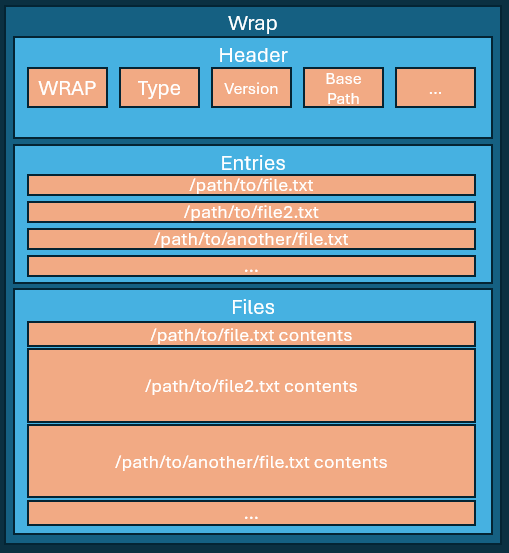 Wrap
Header
WRAP
Type
Version
Base
Path
...
Entries
/path/to/file.txt
/path/to/file2.txt
/path/to/another/file.txt
...
Files
/path/to/file.txt contents
/path/to/file2.txt contents
/path/to/another/file.txt contents
...